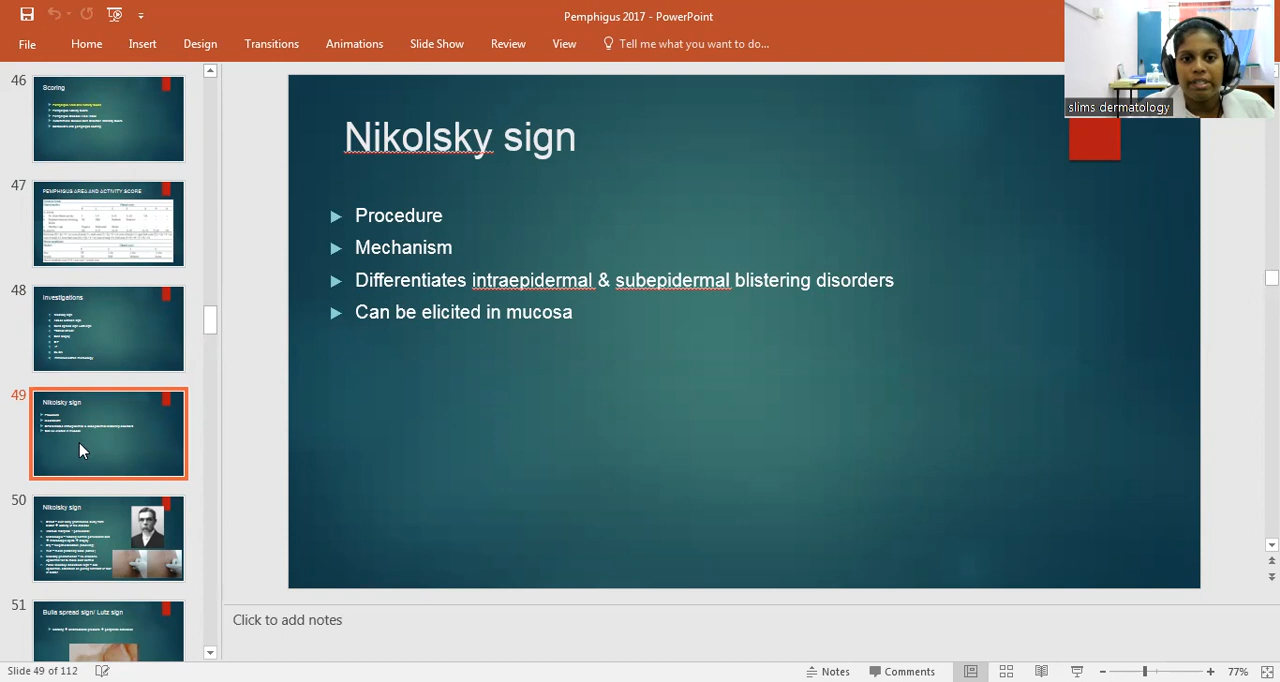 Pemphigus 2017 - PowerPoint
File Home Insert Design Transitions Animations Slide Show Review View Tell me what you want to do...
slims dermatology
46
Scoring
47
PEMPHIGUS AREA AND ACTIVITY SCORE
48
Investigations
49
Nikolsky sign
50
Nikolsky sign
51
Bulla spread sign/ Lutz sign
Nikolsky sign
Procedure
Mechanism
Differentiates intraepidermal & subepidermal blistering disorders
Can be elicited in mucosa
Click to add notes
Slide 49 of 112
Notes Comments 77%